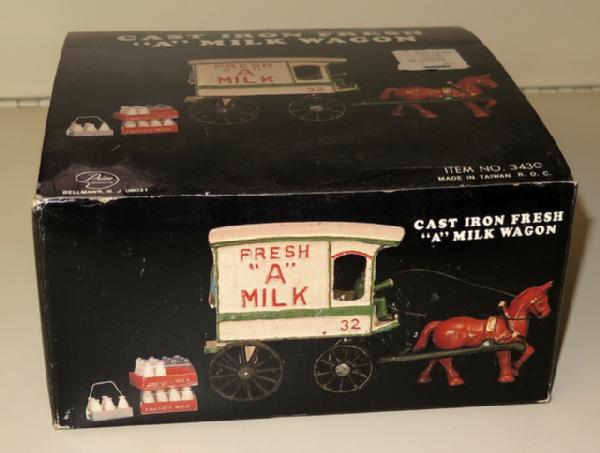 CAST IRON FRESH
"A" MILK WAGON
FRESH
"A"
MILK
32
Price
BELLMAWR, N. J. 08031
ITEM NO. 3430
MADE IN TAIWAN R. O. C.
CAST IRON FRESH
"A" MILK WAGON
FRESH
"A"
MILK
32